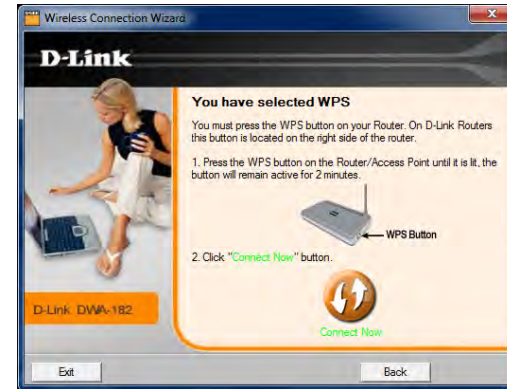 Wireless Connection Wizard
D-Link
You have selected WPS
You must press the WPS button on your Router. On D-Link Routers
this button is located on the right side of the router.
1. Press the WPS button on the Router/Access Point until it is lit, the
button will remain active for 2 minutes.
WPS Button
2. Click "Connect Now" button.
D-Link DWA-182
Connect Now
Exit
Back